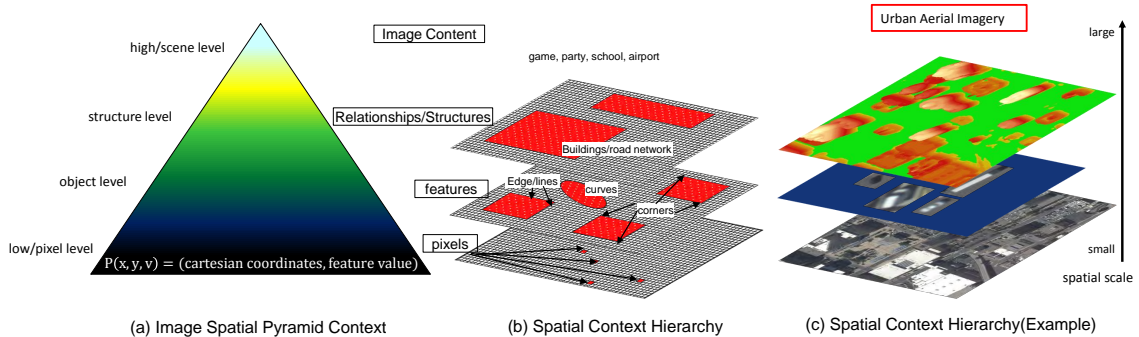 high/scene level
structure level
object level
low/pixel level
P(x, y, v) = (cartesian coordinates, feature value)
(a) Image Spatial Pyramid Context
Image Content
game, party, school, airport
Relationships/Structures
Buildings/road network
features
Edge/lines
curves
corners
pixels
(b) Spatial Context Hierarchy
Urban Aerial Imagery
large
small
spatial scale
(c) Spatial Context Hierarchy(Example)